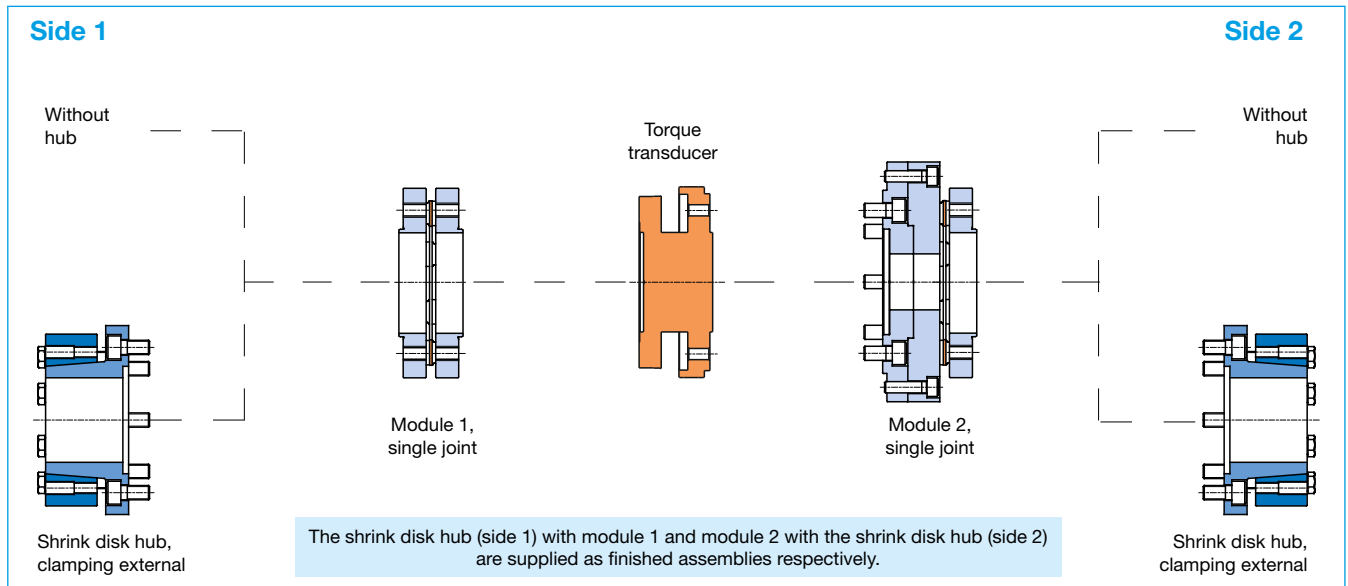 Side 1
Side 2
Without
hub
Without
hub
Torque
transducer
Module 1,
single joint
Module 2,
single joint
Shrink disk hub,
clamping external
The shrink disk hub (side 1) with module 1 and module 2 with the shrink disk hub (side 2)
are supplied as finished assemblies respectively.
Shrink disk hub,
clamping external